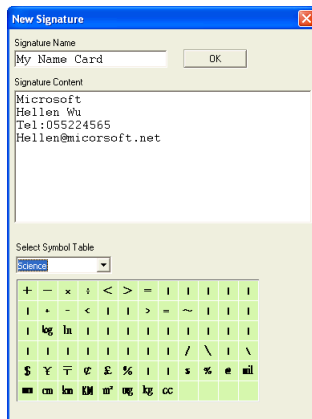 New Signature
Signature Name
My Name Card
OK
Signature Content
Microsoft
Hellen Wu
Tel:055224565
Hellen@micorsoft.net
Select Symbol Table
Science
+ — × ÷ < > = | | | | |
| + - < | | > = ~ | | |
| log ln | | | | | | | | |
| | | | | | | | / \ | \
$ ¥ 〒 ¢ £ % | | $ % @ mil
mm cm km KM m² mg kg cc